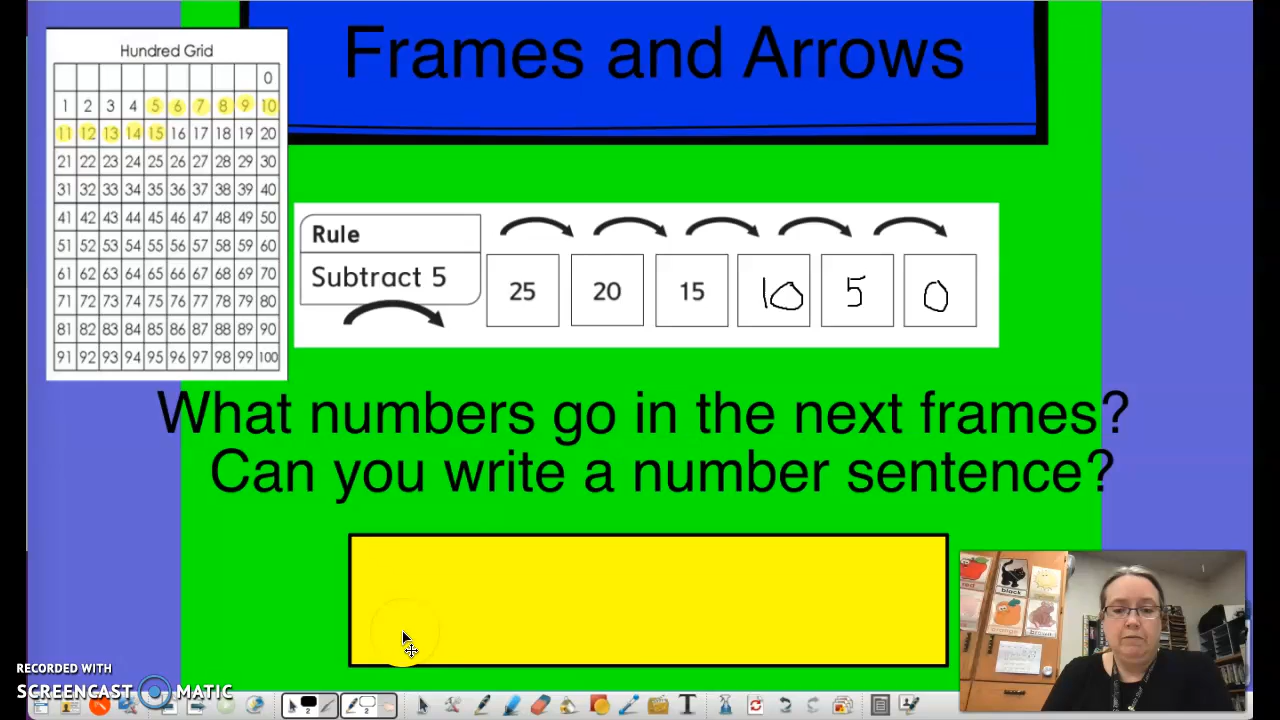 Frames and Arrows
Hundred Grid
0
1 2 3 4 5 6 7 8 9 10
11 12 13 14 15 16 17 18 19 20
21 22 23 24 25 26 27 28 29 30
31 32 33 34 35 36 37 38 39 40
41 42 43 44 45 46 47 48 49 50
51 52 53 54 55 56 57 58 59 60
61 62 63 64 65 66 67 68 69 70
71 72 73 74 75 76 77 78 79 80
81 82 83 84 85 86 87 88 89 90
91 92 93 94 95 96 97 98 99 100
Rule
Subtract 5
25 20 15 10 5 0
What numbers go in the next frames?
Can you write a number sentence?
red
black
orange
brown
RECORDED WITH
SCREENCAST MATIC
2
2
T